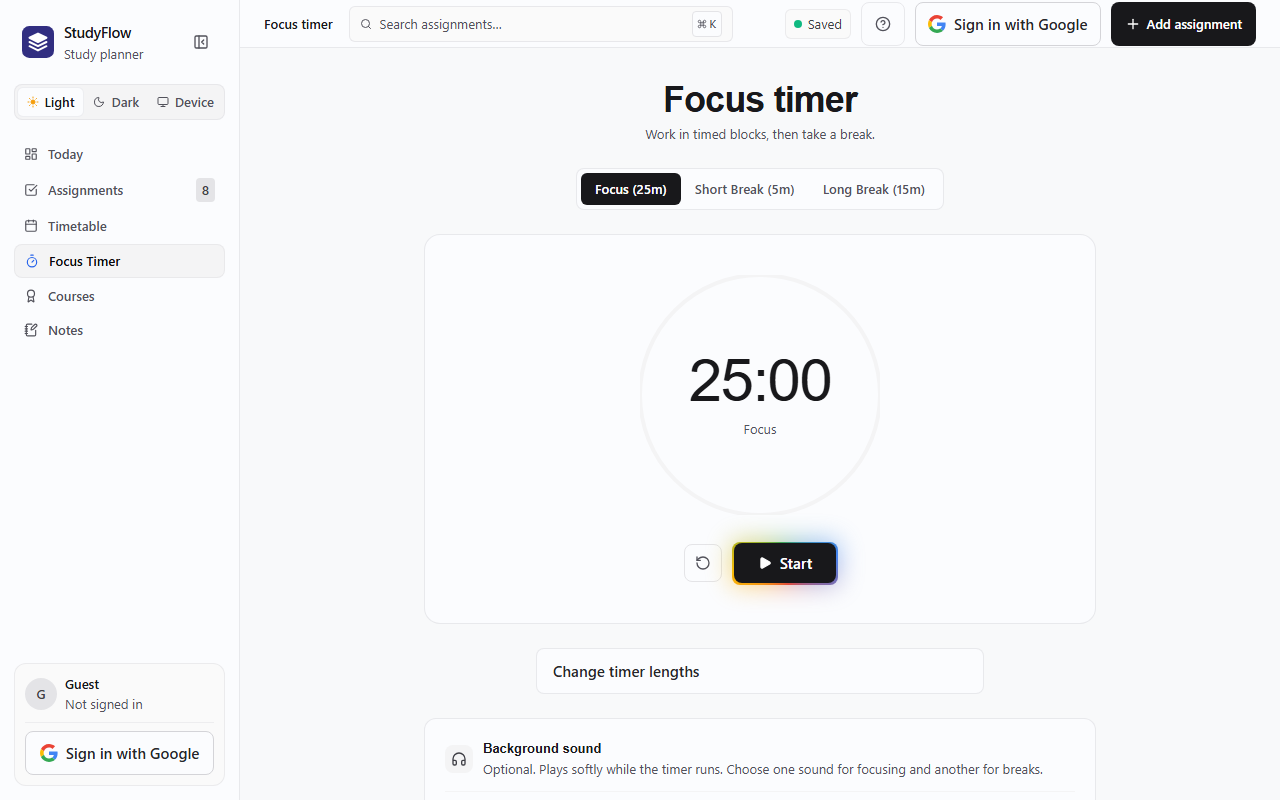 StudyFlow
Study planner
Light Dark Device
Today
Assignments 8
Timetable
Focus Timer
Courses
Notes
G Guest
Not signed in
Sign in with Google
Focus timer Search assignments... ⌘ K Saved Sign in with Google + Add assignment
Focus timer
Work in timed blocks, then take a break.
Focus (25m) Short Break (5m) Long Break (15m)
25:00
Focus
Start
Change timer lengths
Background sound
Optional. Plays softly while the timer runs. Choose one sound for focusing and another for breaks.